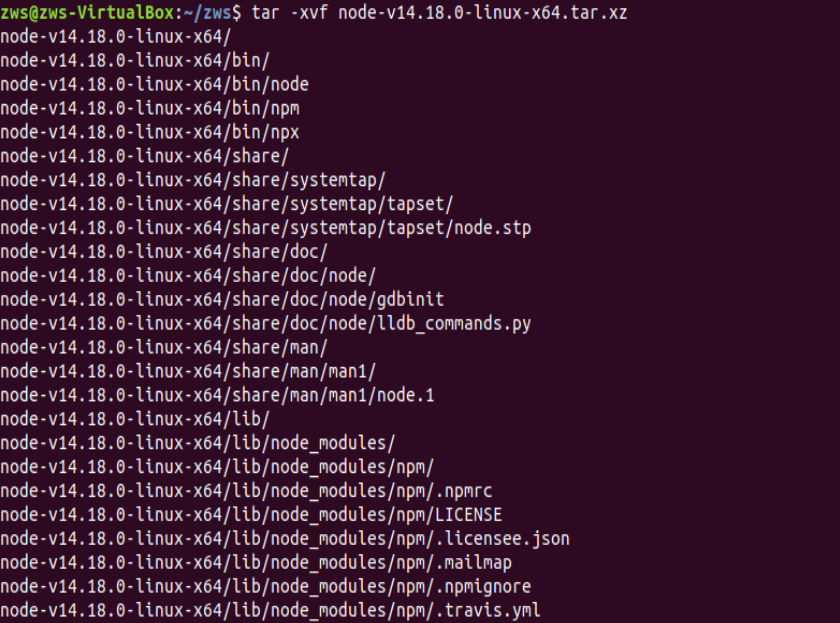 zws@zws-VirtualBox:~/zws$ tar -xvf node-v14.18.0-linux-x64.tar.xz
node-v14.18.0-linux-x64/
node-v14.18.0-linux-x64/bin/
node-v14.18.0-linux-x64/bin/node
node-v14.18.0-linux-x64/bin/npm
node-v14.18.0-linux-x64/bin/npx
node-v14.18.0-linux-x64/share/
node-v14.18.0-linux-x64/share/systemtap/
node-v14.18.0-linux-x64/share/systemtap/tapset/
node-v14.18.0-linux-x64/share/systemtap/tapset/node.stp
node-v14.18.0-linux-x64/share/doc/
node-v14.18.0-linux-x64/share/doc/node/
node-v14.18.0-linux-x64/share/doc/node/gdbinit
node-v14.18.0-linux-x64/share/doc/node/lldb_commands.py
node-v14.18.0-linux-x64/share/man/
node-v14.18.0-linux-x64/share/man/man1/
node-v14.18.0-linux-x64/share/man/man1/node.1
node-v14.18.0-linux-x64/lib/
node-v14.18.0-linux-x64/lib/node_modules/
node-v14.18.0-linux-x64/lib/node_modules/npm/
node-v14.18.0-linux-x64/lib/node_modules/npm/.npmrc
node-v14.18.0-linux-x64/lib/node_modules/npm/LICENSE
node-v14.18.0-linux-x64/lib/node_modules/npm/.licensee.json
node-v14.18.0-linux-x64/lib/node_modules/npm/.mailmap
node-v14.18.0-linux-x64/lib/node_modules/npm/.npmignore
node-v14.18.0-linux-x64/lib/node_modules/npm/.travis.yml